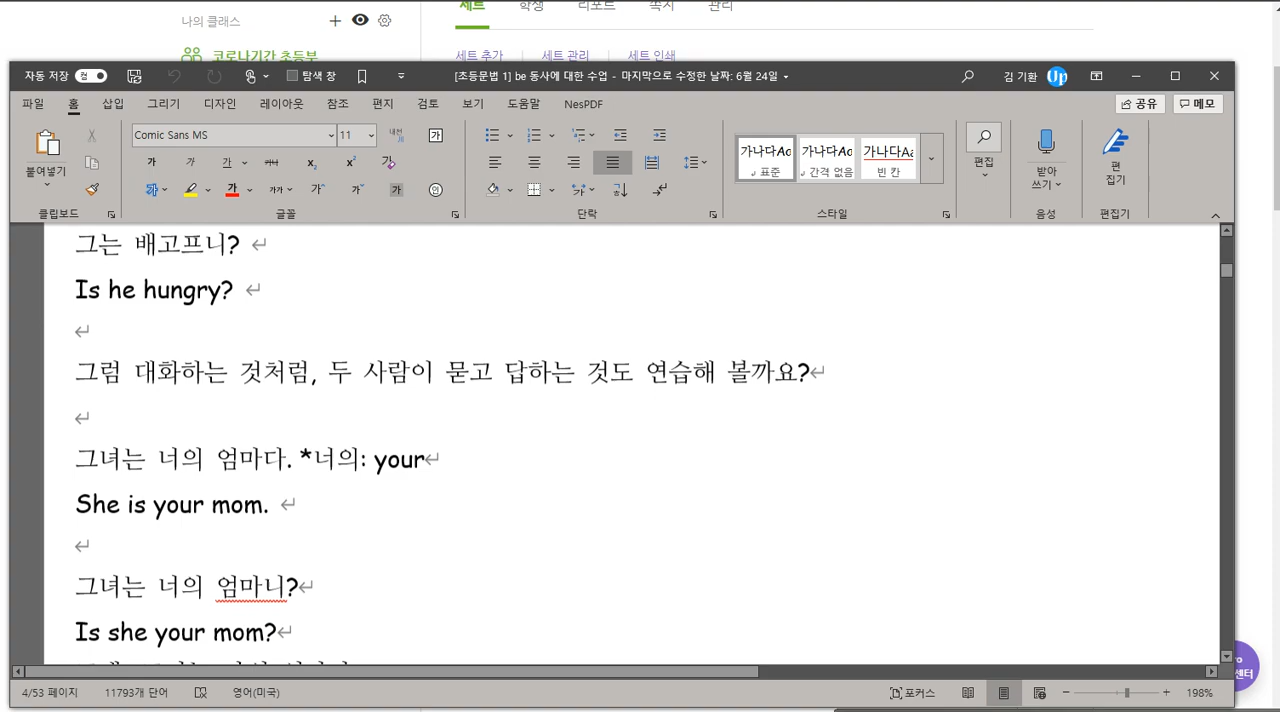 나의 클래스
세트 학생 리포트 쪽지 관리
코로나기간 초등부
세트 추가 세트 관리 세트 인쇄
자동 저장 컴 탐색 창 [초등문법 1] be 동사에 대한 수업 - 마지막으로 수정한 날짜: 6월 24일 김 기환 Up
파일 홈 삽입 그리기 디자인 레이아웃 참조 편지 검토 보기 도움말 NesPDF 공유 메모
붙여넣기
Comic Sans MS 11
가나다Aa 가나다Aa 가나다Aa
표준 간격 없음 빈 칸
편집
받아
쓰기
편
집기
클립보드 글꼴 단락 스타일 음성 편집기
그는 배고프니?
Is he hungry?
그럼 대화하는 것처럼, 두 사람이 묻고 답하는 것도 연습해 볼까요?
그녀는 너의 엄마다. *너의: your
She is your mom.
그녀는 너의 엄마니?
Is she your mom?
센터
4/53 페이지 11793개 단어 영어(미국) 포커스 198%